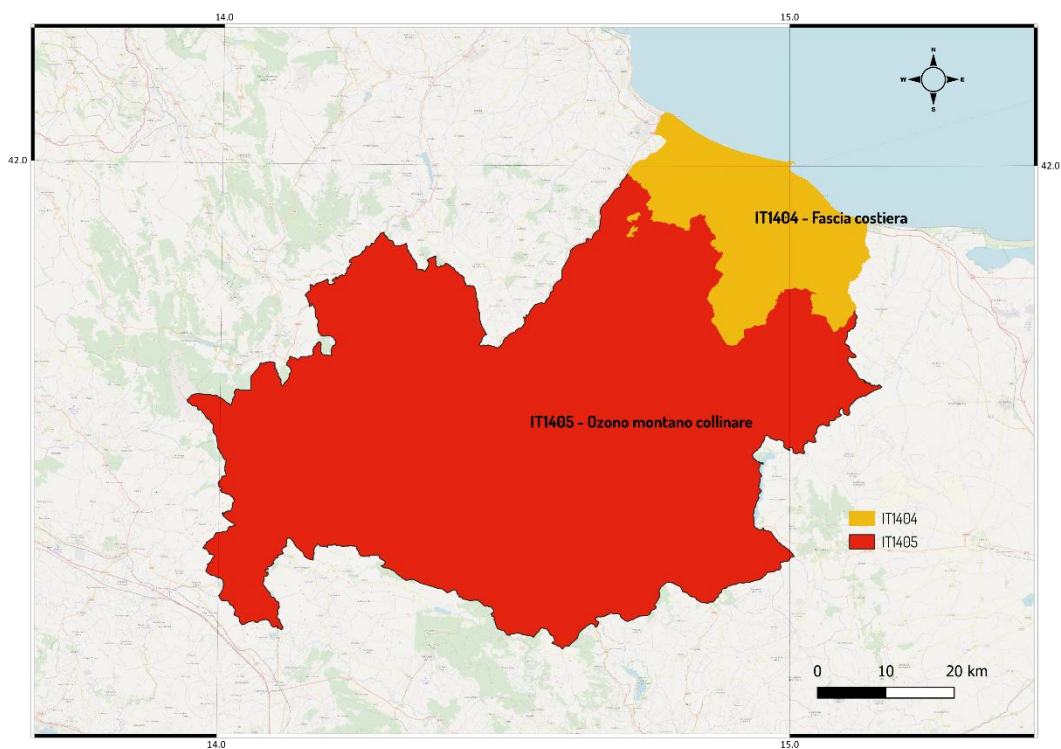 14.0
15.0
N
W
E
S
42.0
42.0
IT1404 - Fascia costiera
IT1405 - Ozono montano collinare
IT1404
IT1405
0
10
20 km
14.0
15.0